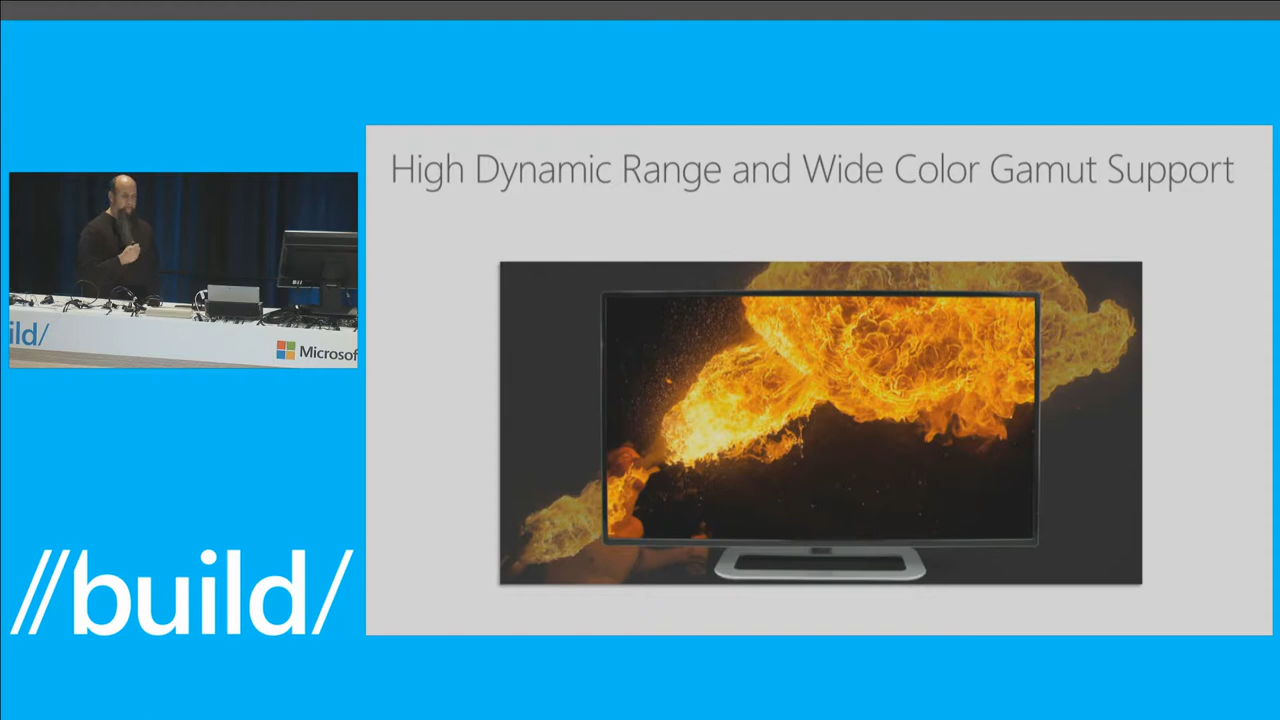 High Dynamic Range and Wide Color Gamut Support
ild/
Microsof
//build/